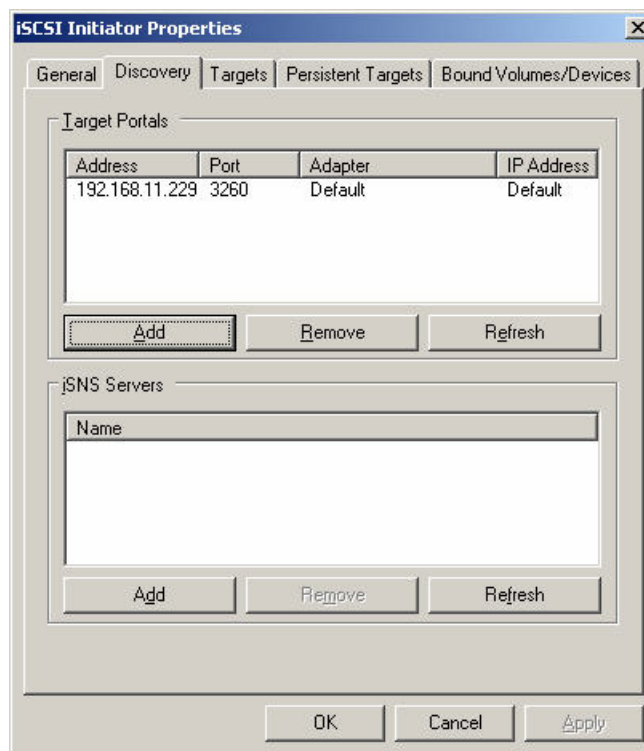 iSCSI Initiator Properties
General Discovery Targets Persistent Targets Bound Volumes/Devices
Target Portals
Address Port Adapter IP Address
192.168.11.229 3260 Default Default
Add Remove Refresh
iSNS Servers
Name
Add Remove Refresh
OK Cancel Apply